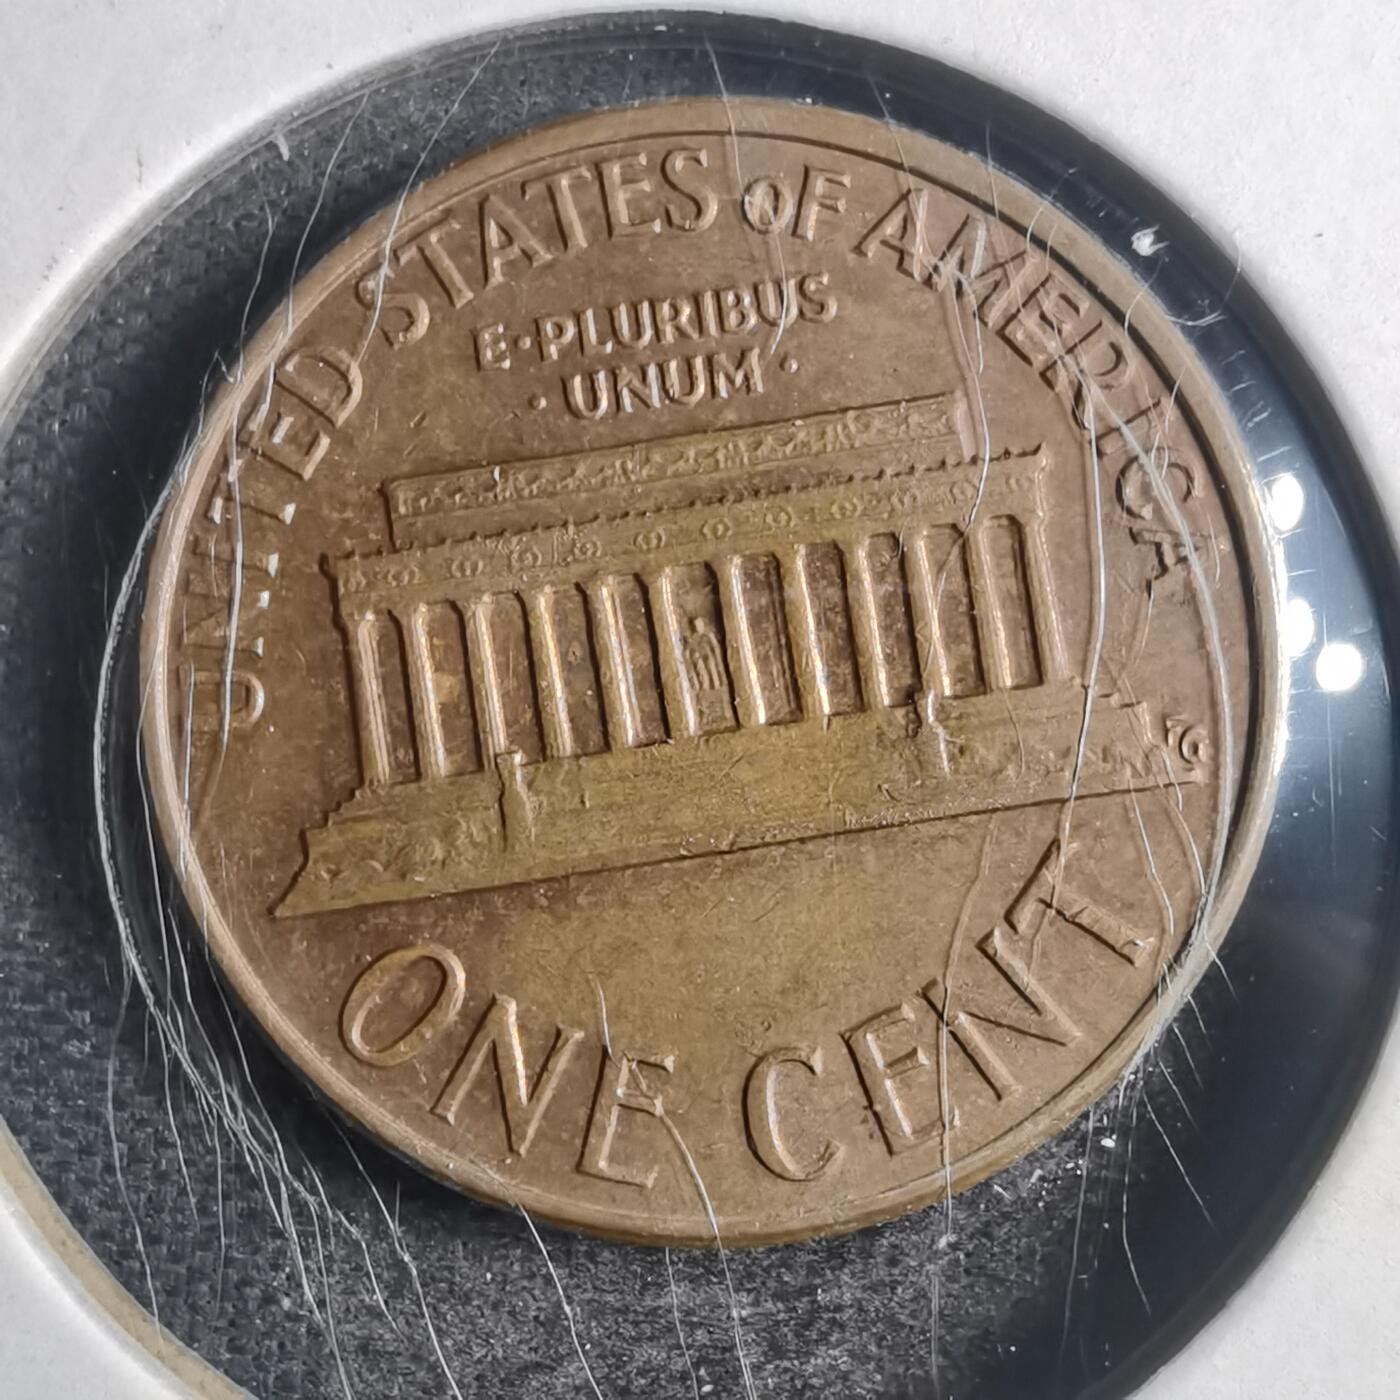 UNITED STATES OF AMERICA
E·PLURIBUS
·UNUM·
ONE CENT